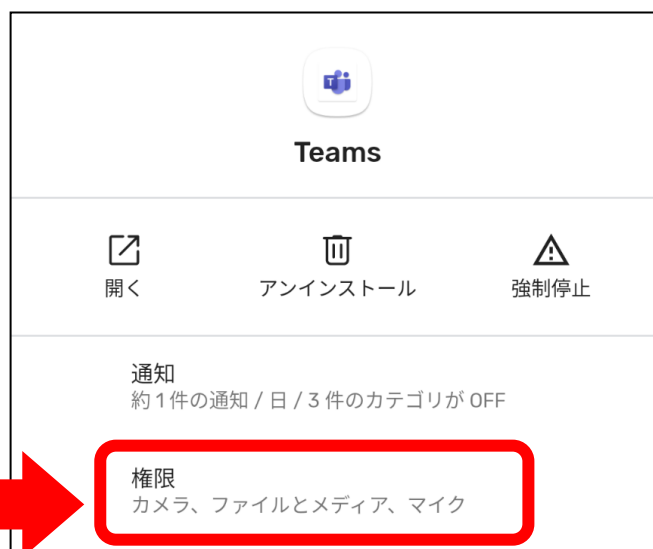 Teams
開く
アンインストール
強制停止
通知
約1件の通知 / 日 / 3 件のカテゴリが OFF
権限
カメラ、ファイルとメディア、マイク